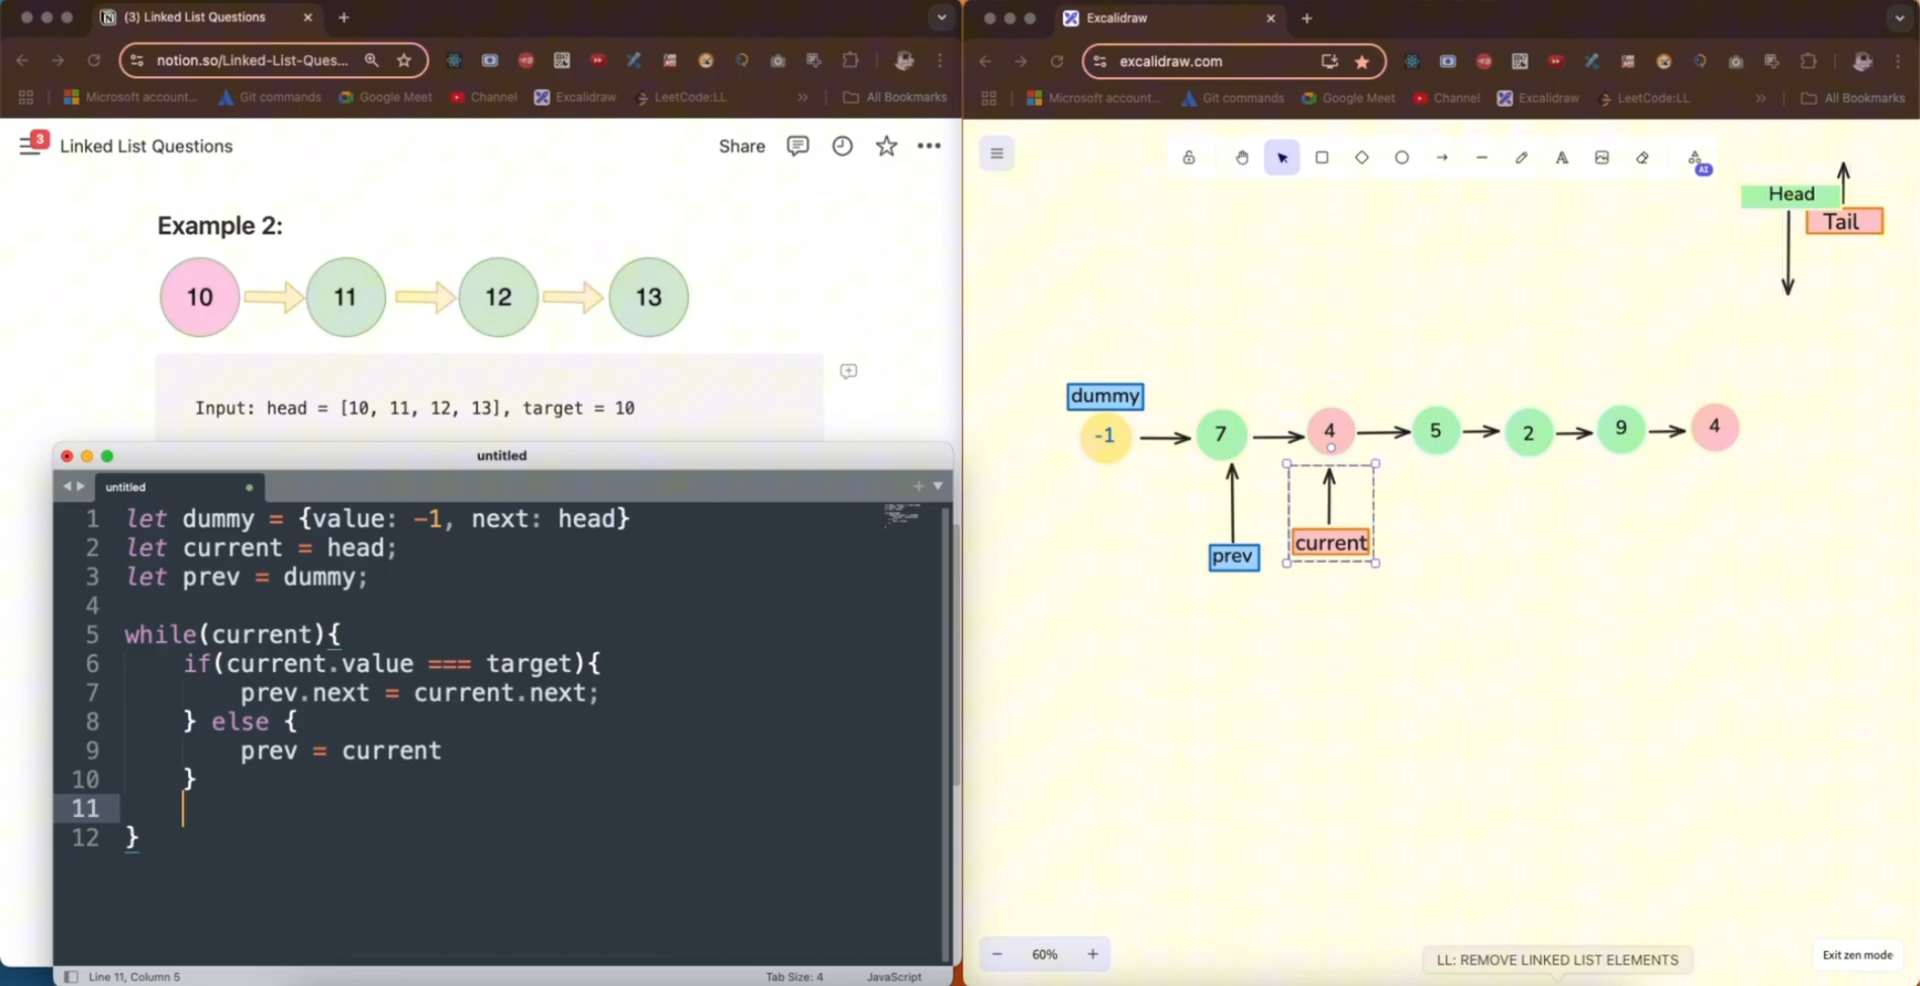 (3) Linked List Questions
notion.so/Linked-List-Ques...
Microsoft account...
Git commands
Google Meet
Channel
Excalidraw
LeetCode:LL
All Bookmarks
3
Linked List Questions
Share
Example 2:
10
11
12
13
Input: head = [10, 11, 12, 13], target = 10
untitled
untitled
1 let dummy = {value: -1, next: head}
2 let current = head;
3 let prev = dummy;
4
5 while(current){
6 if(current.value === target){
7 prev.next = current.next;
8 } else {
9 prev = current
10 }
11
12 }
Line 11, Column 5
Tab Size: 4
JavaScript
Excalidraw
excalidraw.com
Microsoft account...
Git commands
Google Meet
Channel
Excalidraw
LeetCode:LL
All Bookmarks
A
AI
Head
Tail
dummy
-1
7
4
5
2
9
4
prev
current
60%
LL: REMOVE LINKED LIST ELEMENTS
Exit zen mode